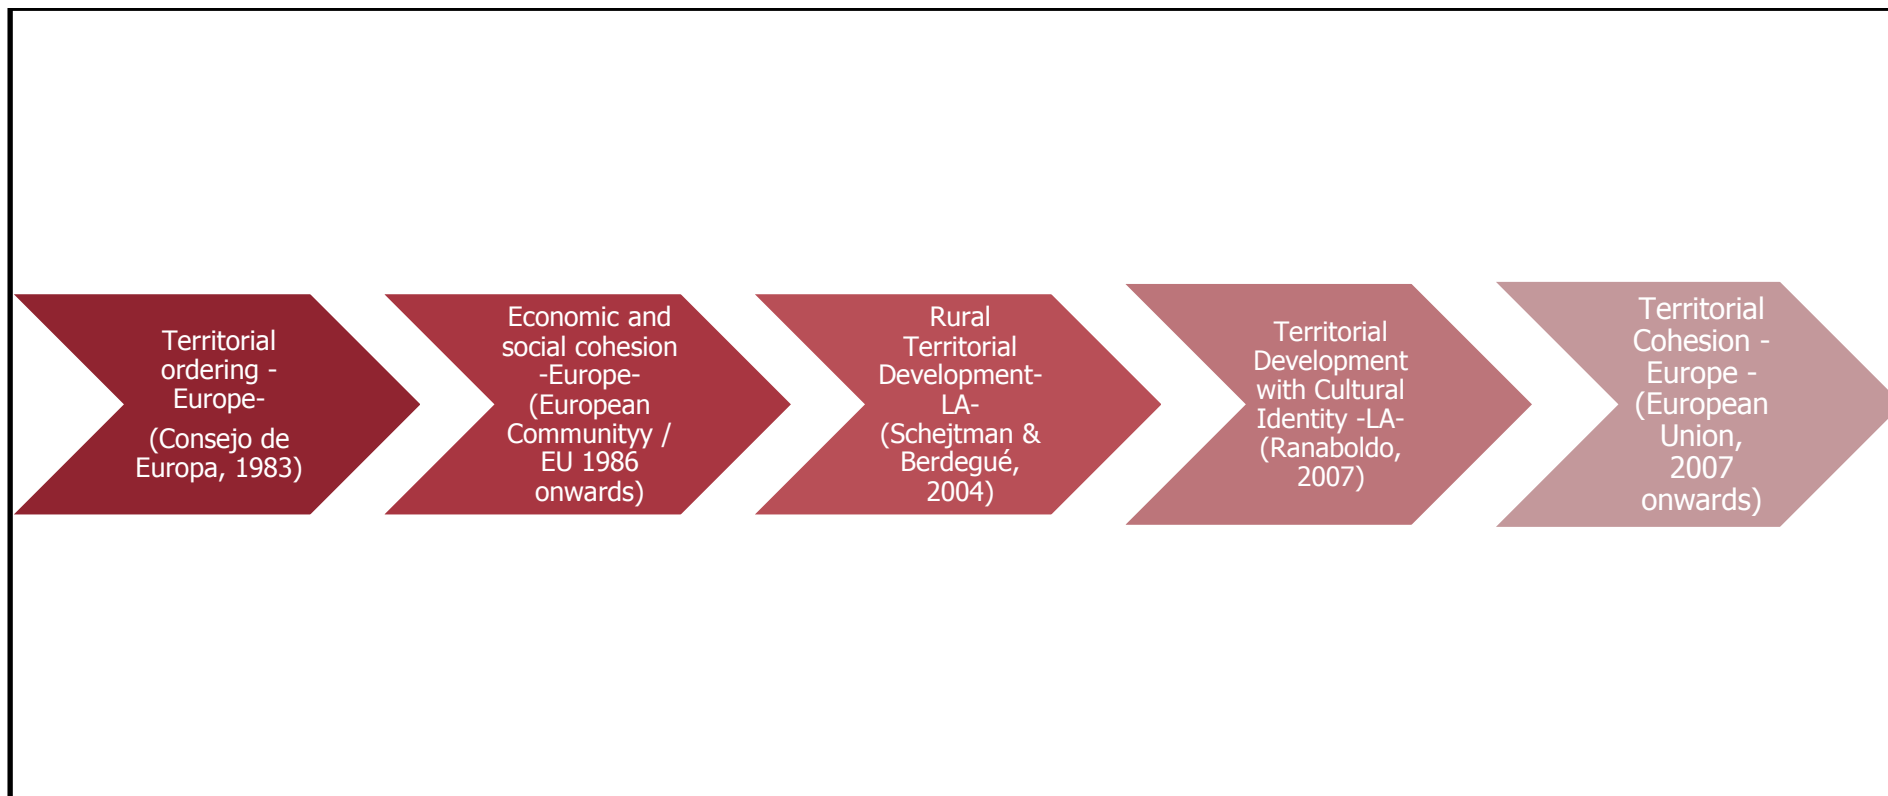 Territorial
ordering -
Europe-
(Consejo de
Europa, 1983)
Economic and
social cohesion
-Europe-
(European
Communityy /
EU 1986
onwards)
Rural
Territorial
Development-
LA-
(Schejtman &
Berdegué,
2004)
Territorial
Development
with Cultural
Identity -LA-
(Ranaboldo,
2007)
Territorial
Cohesion -
Europe -
(European
Union,
2007
onwards)